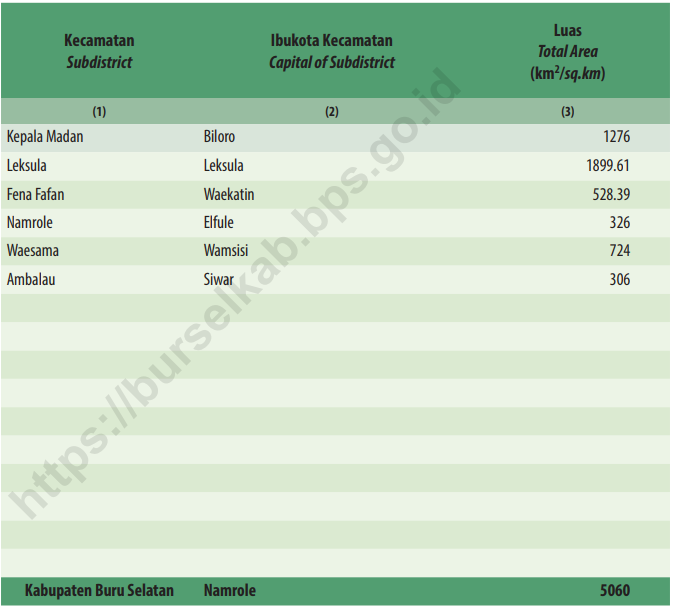 Kecamatan
Subdistrict
Ibukota Kecamatan
Capital of Subdistrict
Luas
Total Area
(km²/sq.km)
(1) (2) (3)
Kepala Madan Biloro 1276
Leksula Leksula 1899.61
Fena Fafan Waekatin 528.39
Namrole Elfule 326
Waesama Wamsisi 724
Ambalau Siwar 306
Kabupaten Buru Selatan Namrole 5060
https://burselkab.bps.go.id